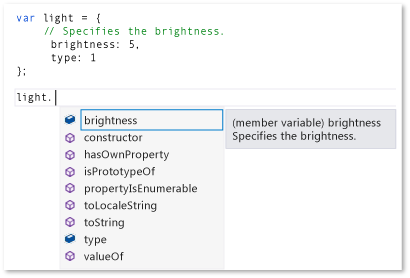 var light = {
// Specifies the brightness.
brightness: 5,
type: 1
};
light.
brightness
(member variable) brightness
Specifies the brightness.
constructor
hasOwnProperty
isPrototypeOf
propertyIsEnumerable
toLocaleString
toString
type
valueOf